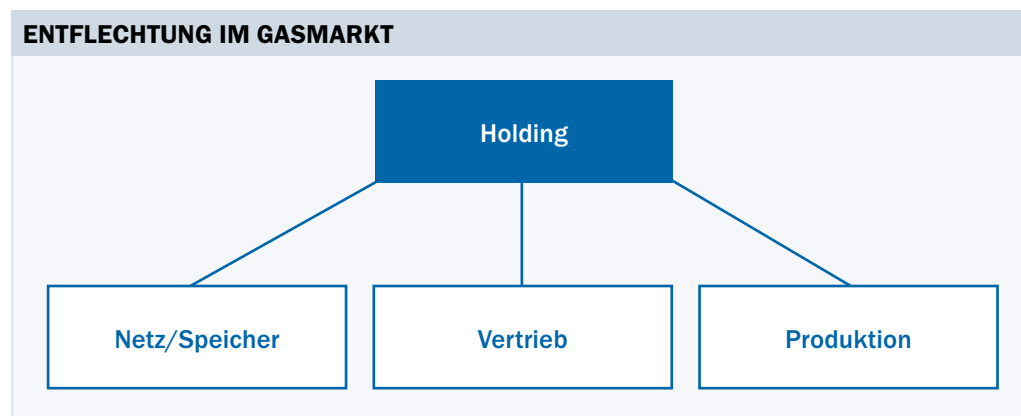 ENTFLECHTUNG IM GASMARKT
Holding
Netz/Speicher
Vertrieb
Produktion